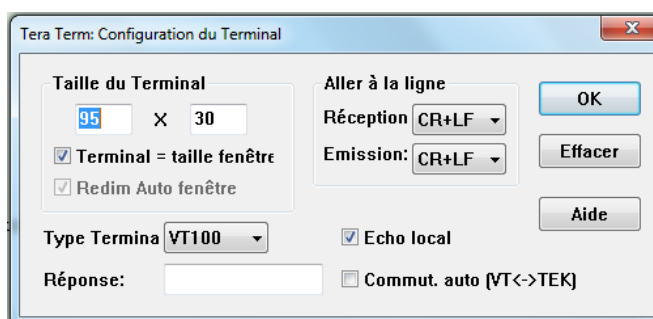 Tera Term: Configuration du Terminal
Taille du Terminal
95 X 30
Terminal = taille fenêtre
Redim Auto fenêtre
Aller à la ligne
Réception CR+LF
Emission: CR+LF
OK
Effacer
Aide
Type Termina VT100
Echo local
Réponse:
Commut. auto (VT<->TEK)